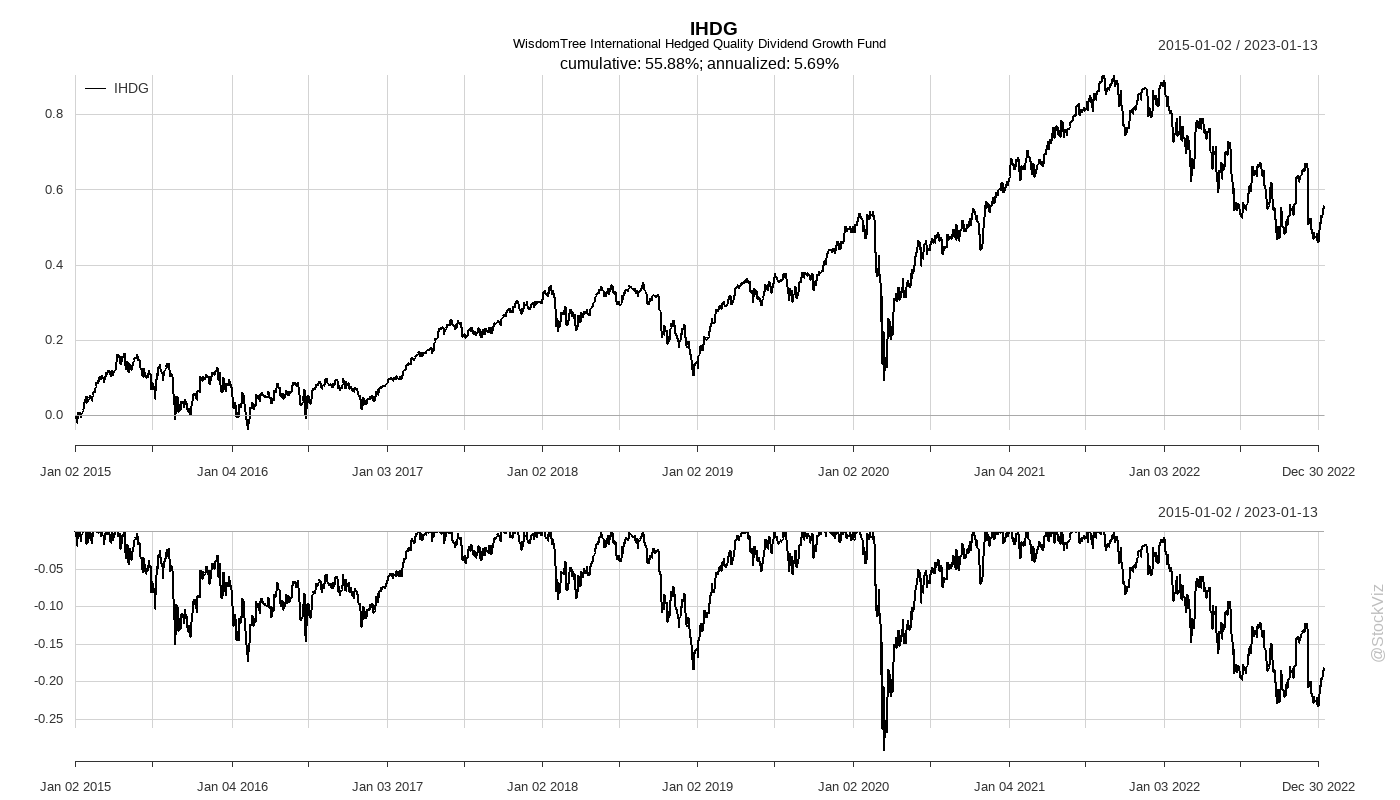 IHDG
WisdomTree International Hedged Quality Dividend Growth Fund
2015-01-02 / 2023-01-13
cumulative: 55.88%; annualized: 5.69%
IHDG
0.8
0.6
0.4
0.2
0.0
Jan 02 2015 Jan 04 2016 Jan 03 2017 Jan 02 2018 Jan 02 2019 Jan 02 2020 Jan 04 2021 Jan 03 2022 Dec 30 2022
2015-01-02 / 2023-01-13
-0.05
-0.10
-0.15
-0.20
-0.25
@StockViz
Jan 02 2015 Jan 04 2016 Jan 03 2017 Jan 02 2018 Jan 02 2019 Jan 02 2020 Jan 04 2021 Jan 03 2022 Dec 30 2022